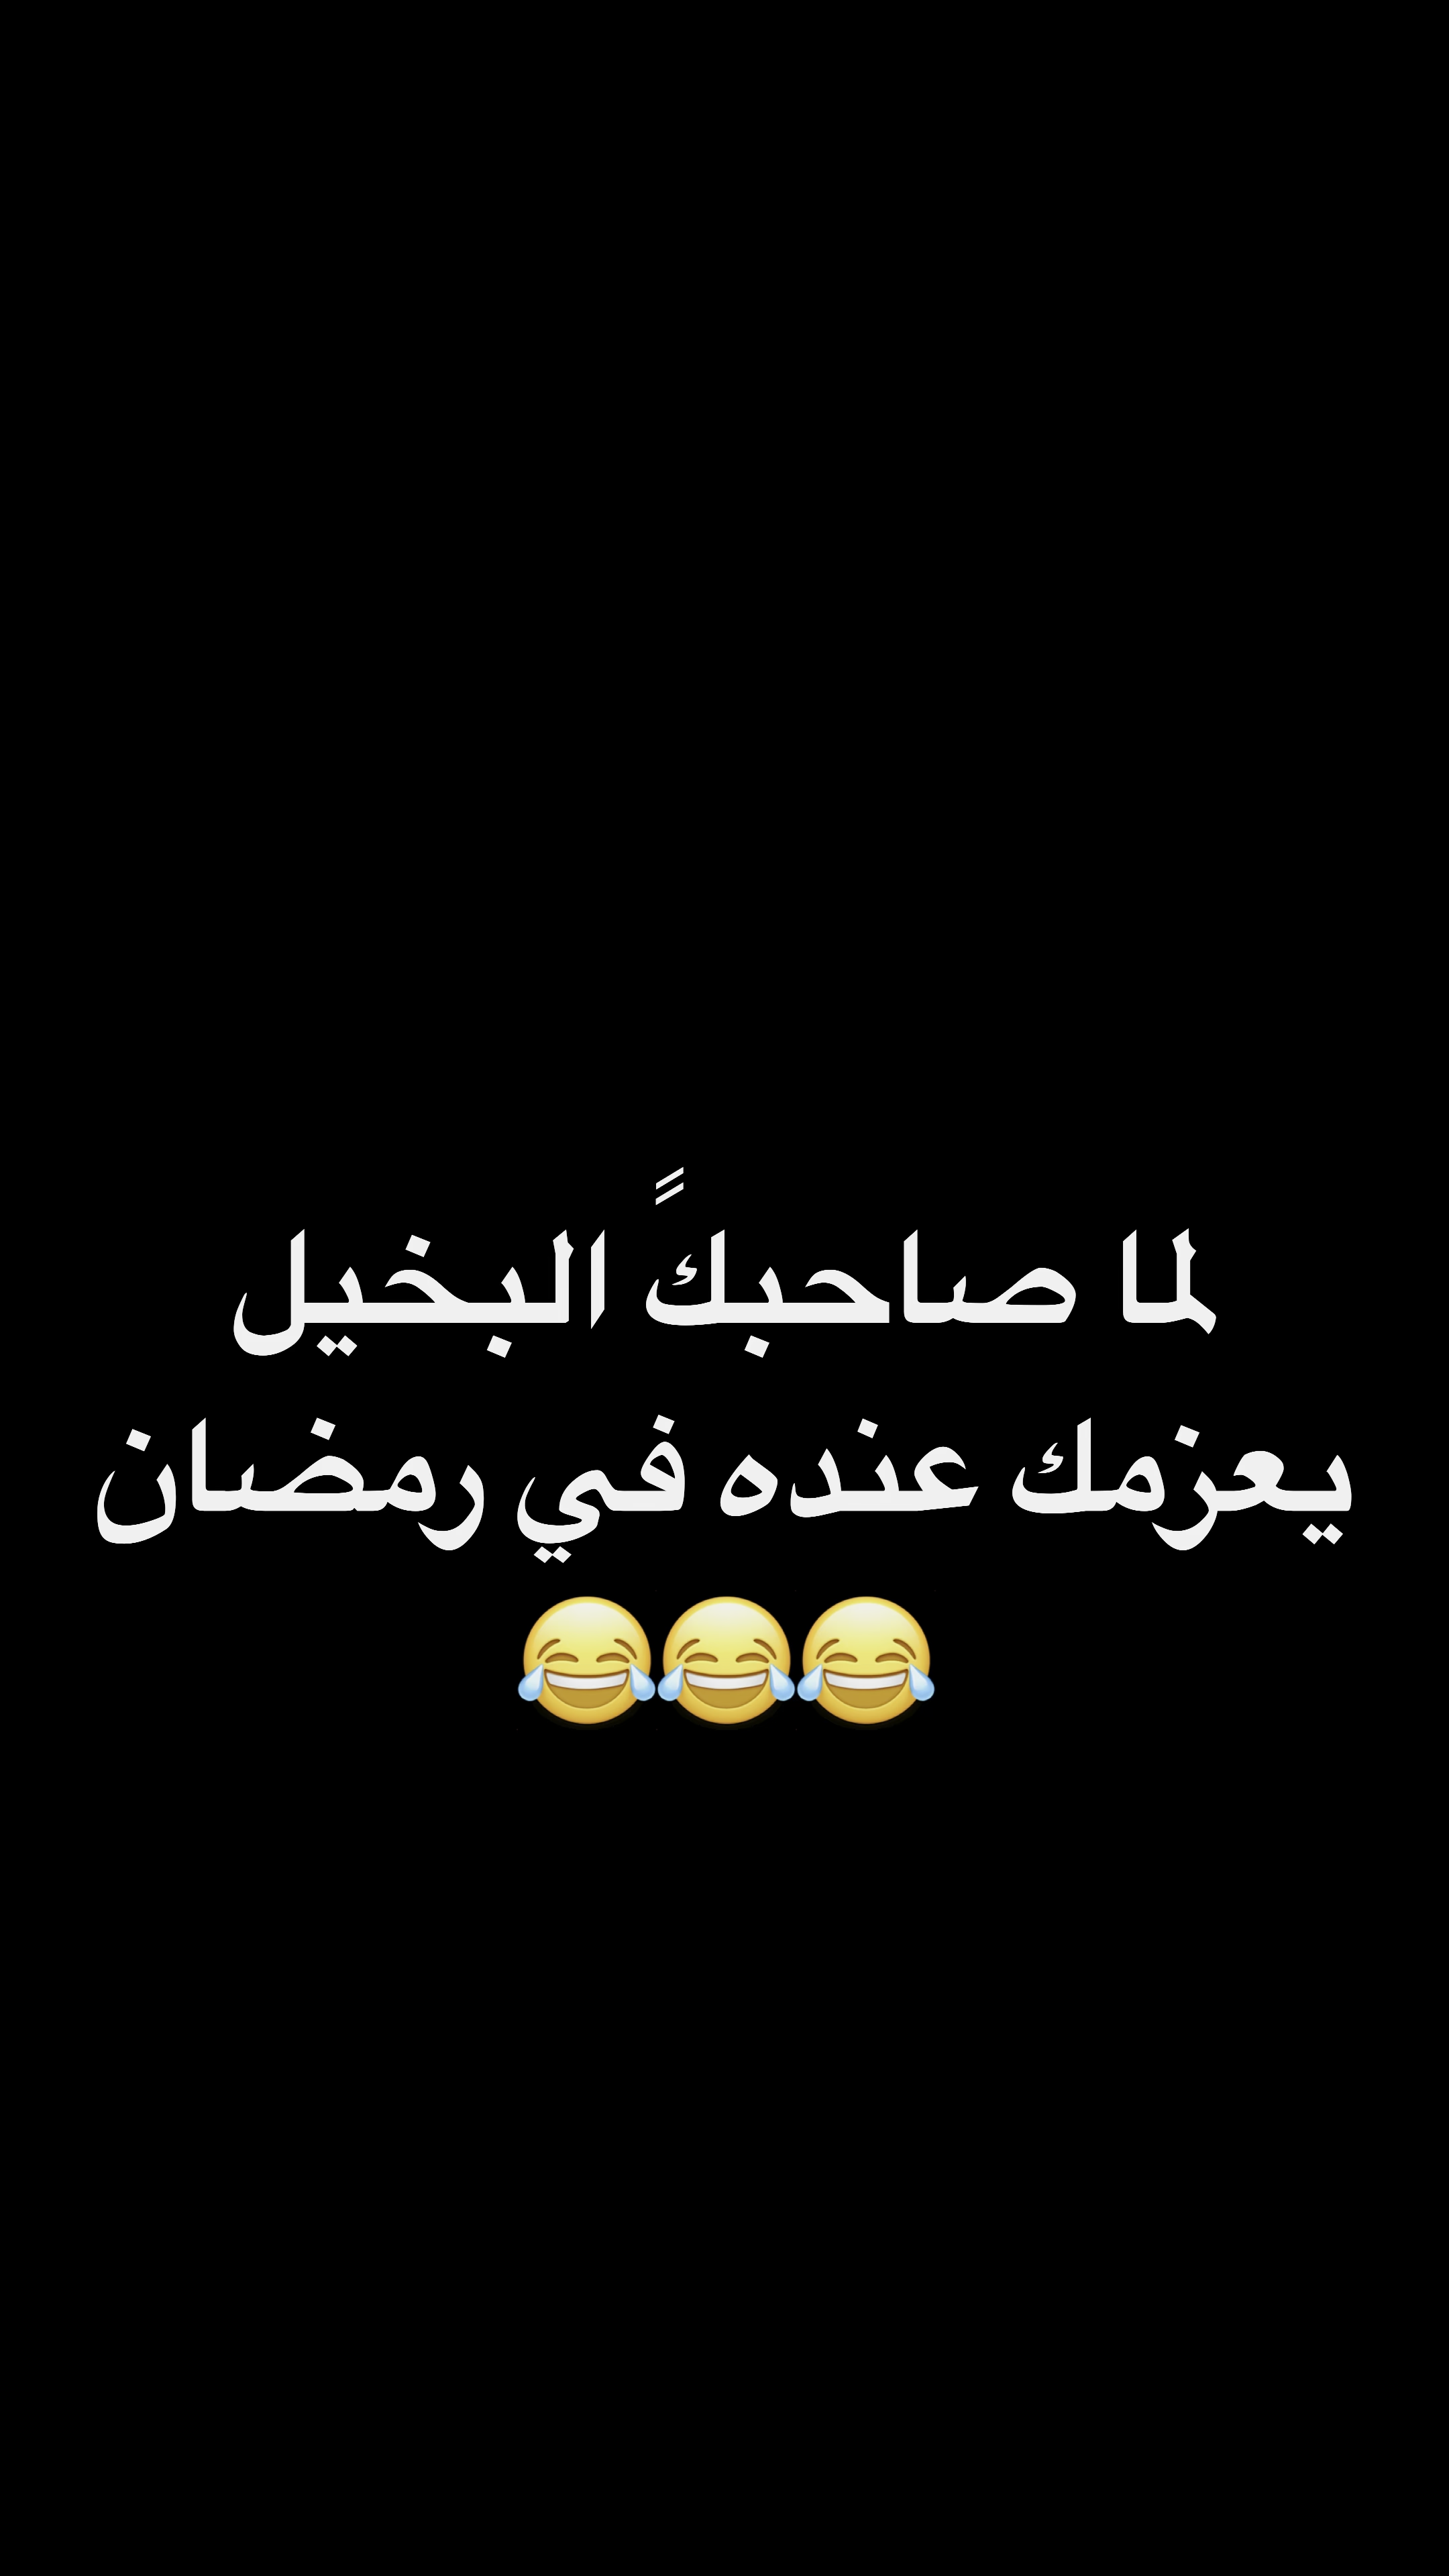 لما صاحبكً البخيل
يعزمك عنده في رمضان
😂😂😂